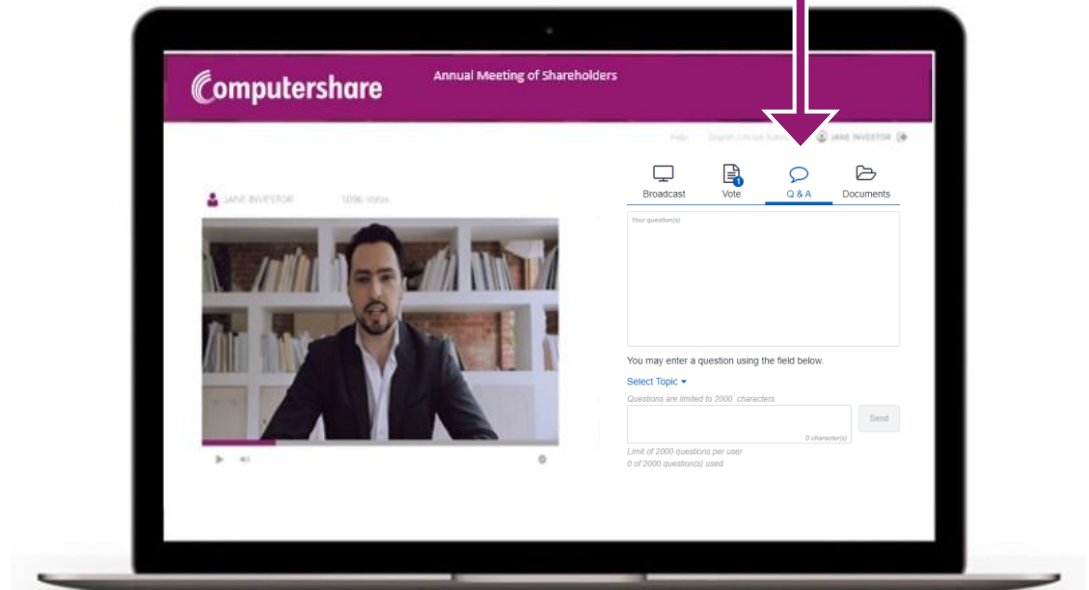 Computershare
Annual Meeting of Shareholders
Help
JANE INVESTOR
Broadcast
Vote
1
Q & A
Documents
JANE INVESTOR
1096 Votes
Your question(s)
You may enter a question using the field below.
Select Topic
Questions are limited to 2000 characters.
Send
0 character(s)
Limit of 2000 questions per user
0 of 2000 question(s) used